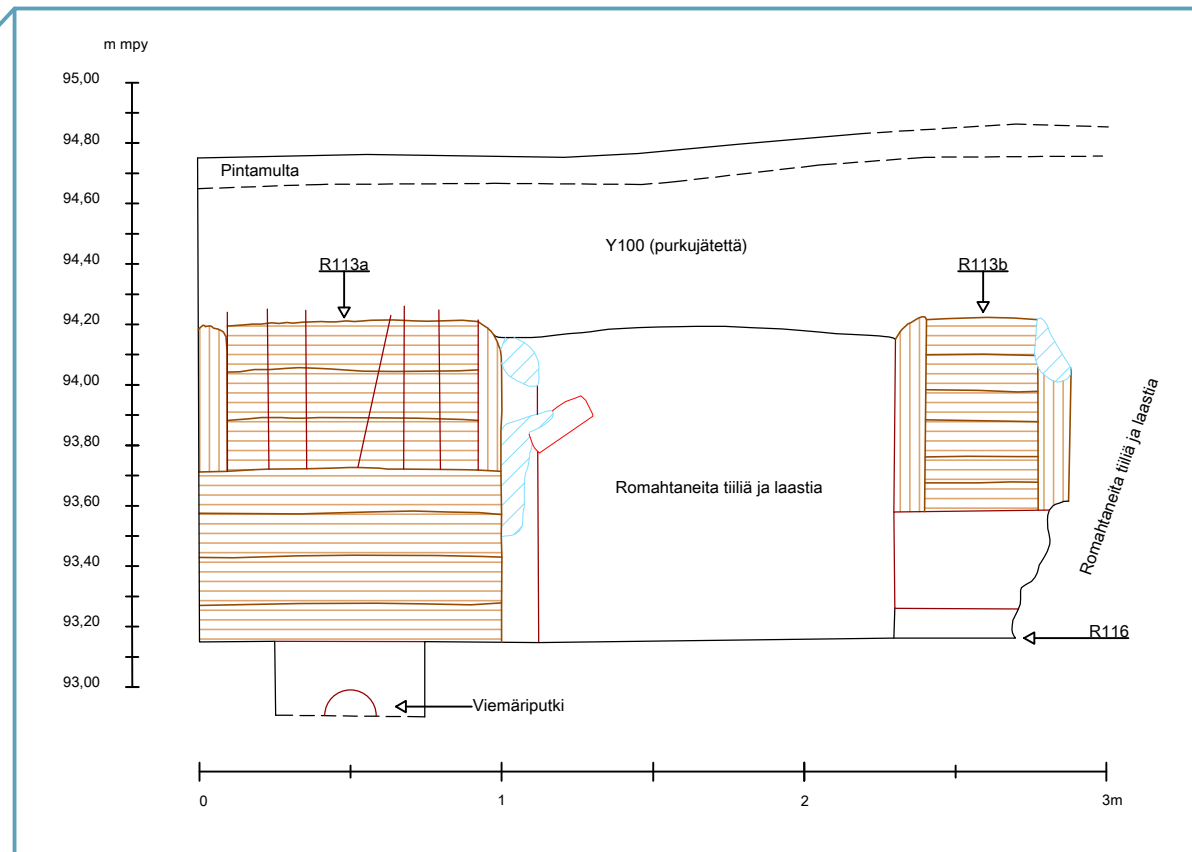 m mpy
95,00
94,80
Pintamulta
94,60
Y100 (purkujätettä)
94,40
R113a
R113b
94,20
94,00
93,80
Romahtaneita tiiliä ja laastia
Romahtaneita tiiliä ja laastia
93,60
93,40
93,20
R116
93,00
Viemäriputki
0
1
2
3m